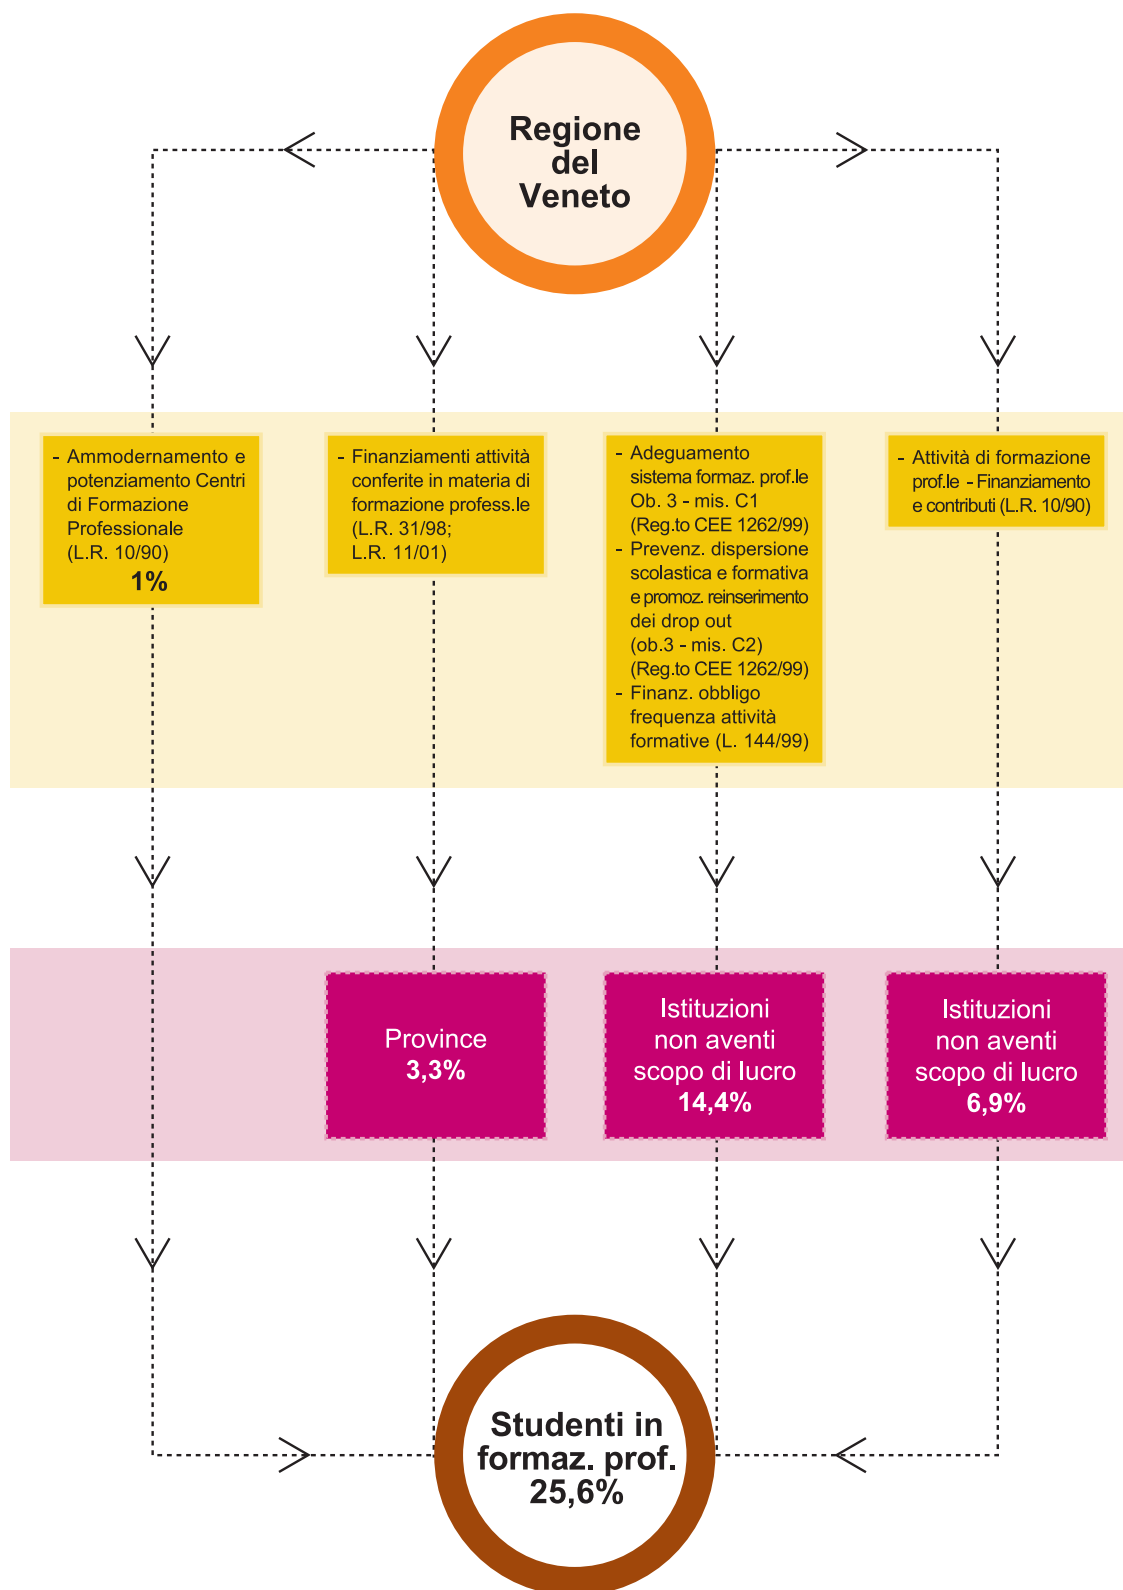 Regione
del
Veneto
- Ammodernamento e
potenziamento Centri
di Formazione
Professionale
(L.R. 10/90)
1%
- Finanziamenti attività
conferite in materia di
formazione profess.le
(L.R. 31/98;
L.R. 11/01)
- Adeguamento
sistema formaz. prof.le
Ob. 3 - mis. C1
(Reg.to CEE 1262/99)
- Prevenz. dispersione
scolastica e formativa
e promoz. reinserimento
dei drop out
(ob.3 - mis. C2)
(Reg.to CEE 1262/99)
- Finanz. obbligo
frequenza attività
formative (L. 144/99)
- Attività di formazione
prof.le - Finanziamento
e contributi (L.R. 10/90)
Province
3,3%
Istituzioni
non aventi
scopo di lucro
14,4%
Istituzioni
non aventi
scopo di lucro
6,9%
Studenti in
formaz. prof.
25,6%